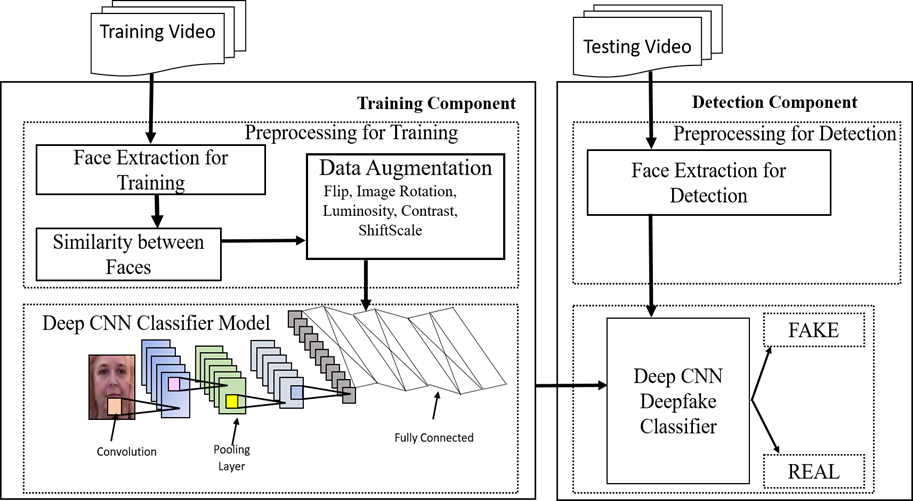 Training Video
Testing Video
Training Component
Preprocessing for Training
Face Extraction for
Training
Similarity between
Faces
Data Augmentation
Flip, Image Rotation,
Luminosity, Contrast,
ShiftScale
Deep CNN Classifier Model
Convolution
Pooling
Layer
Fully Connected
Detection Component
Preprocessing for Detection
Face Extraction for
Detection
Deep CNN
Deepfake
Classifier
FAKE
REAL